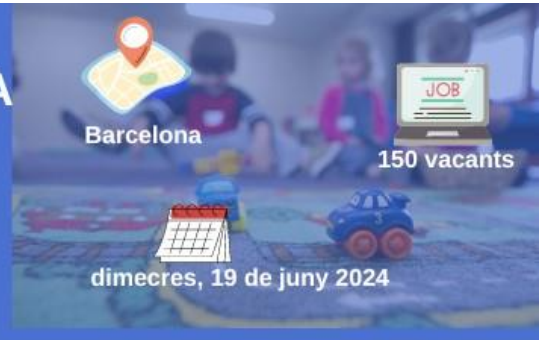 A
Barcelona
JOB
150 vacants
dimecres, 19 de juny 2024